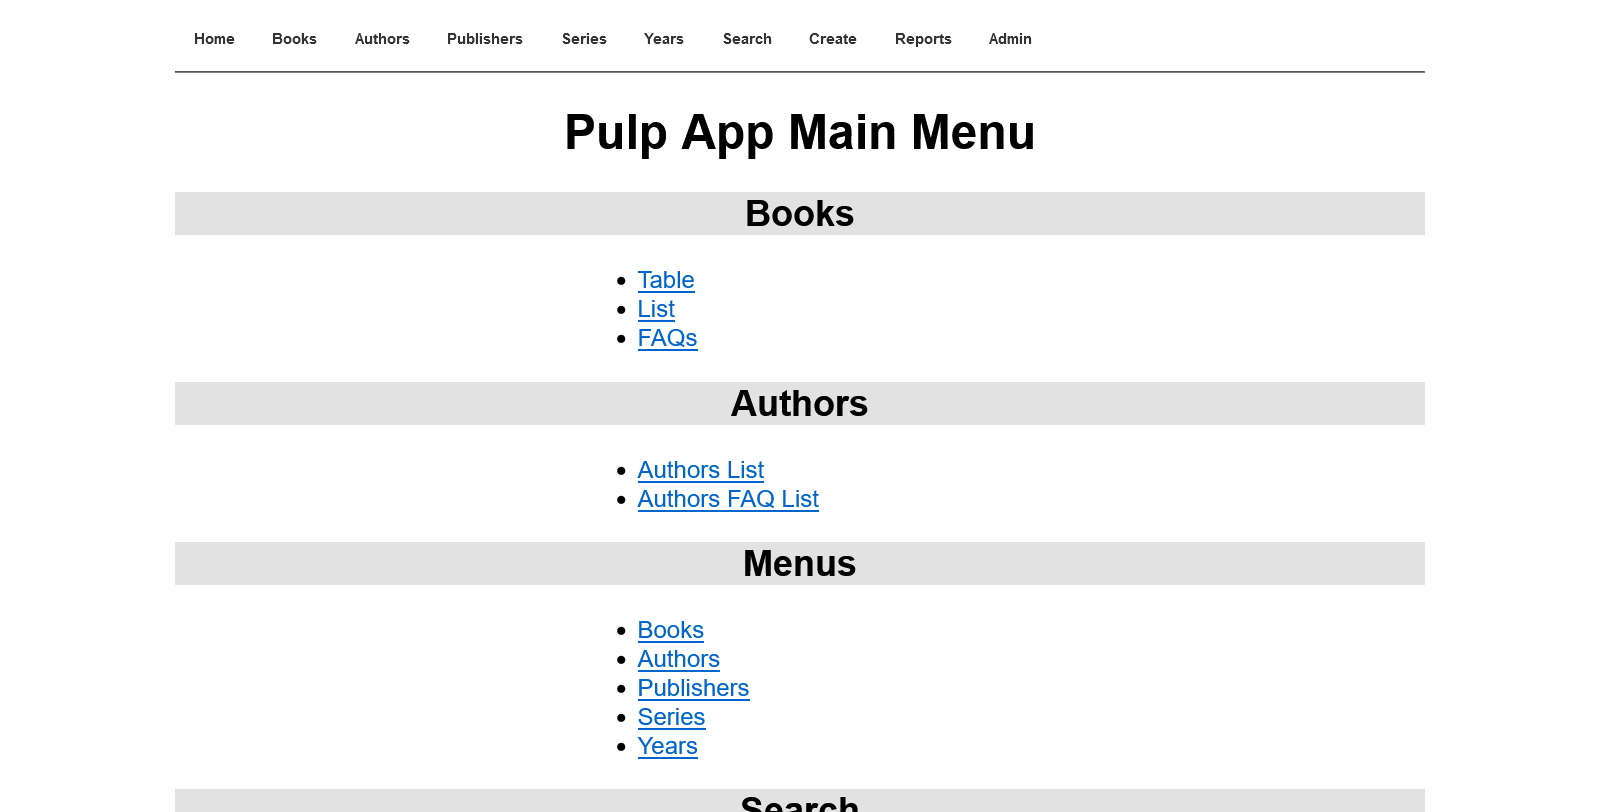 Home Books Authors Publishers Series Years Search Create Reports Admin
Pulp App Main Menu
Books
Table
List
FAQs
Authors
Authors List
Authors FAQ List
Menus
Books
Authors
Publishers
Series
Years
Search